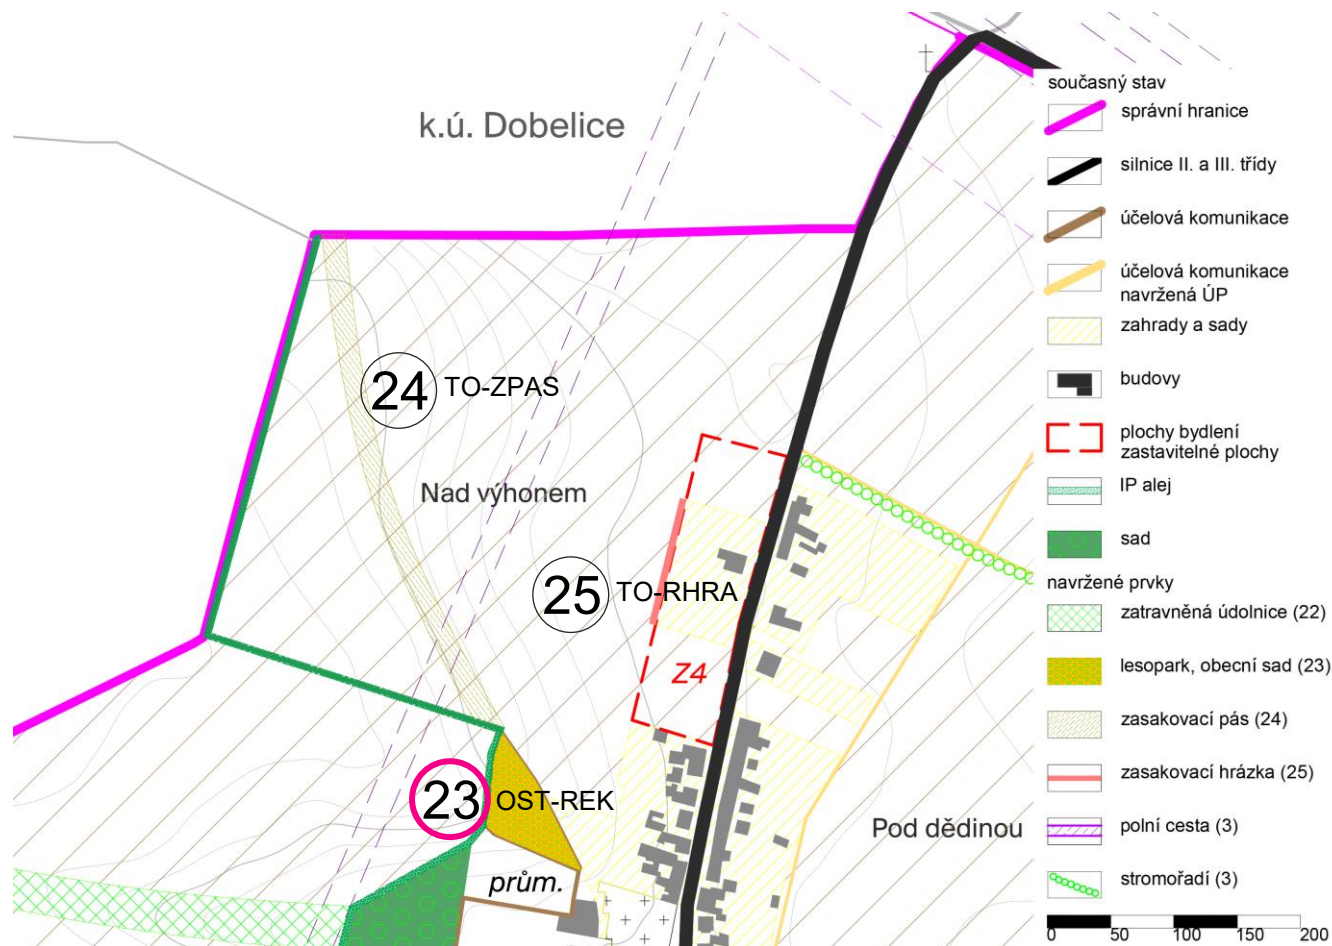 k.ú. Dobelice
24 TO-ZPAS
Nad výhonem
25 TO-RHRA
Z4
23 OST-REK
prům.
Pod dědinou
současný stav
správní hranice
silnice II. a III. třídy
účelová komunikace
účelová komunikace
navržená ÚP
zahrady a sady
budovy
plochy bydlení
zastavitelné plochy
IP alej
sad
navržené prvky
zatravněná údolnice (22)
lesopark, obecní sad (23)
zasakovací pás (24)
zasakovací hrázka (25)
polní cesta (3)
stromořadí (3)
0 50 100 150 200